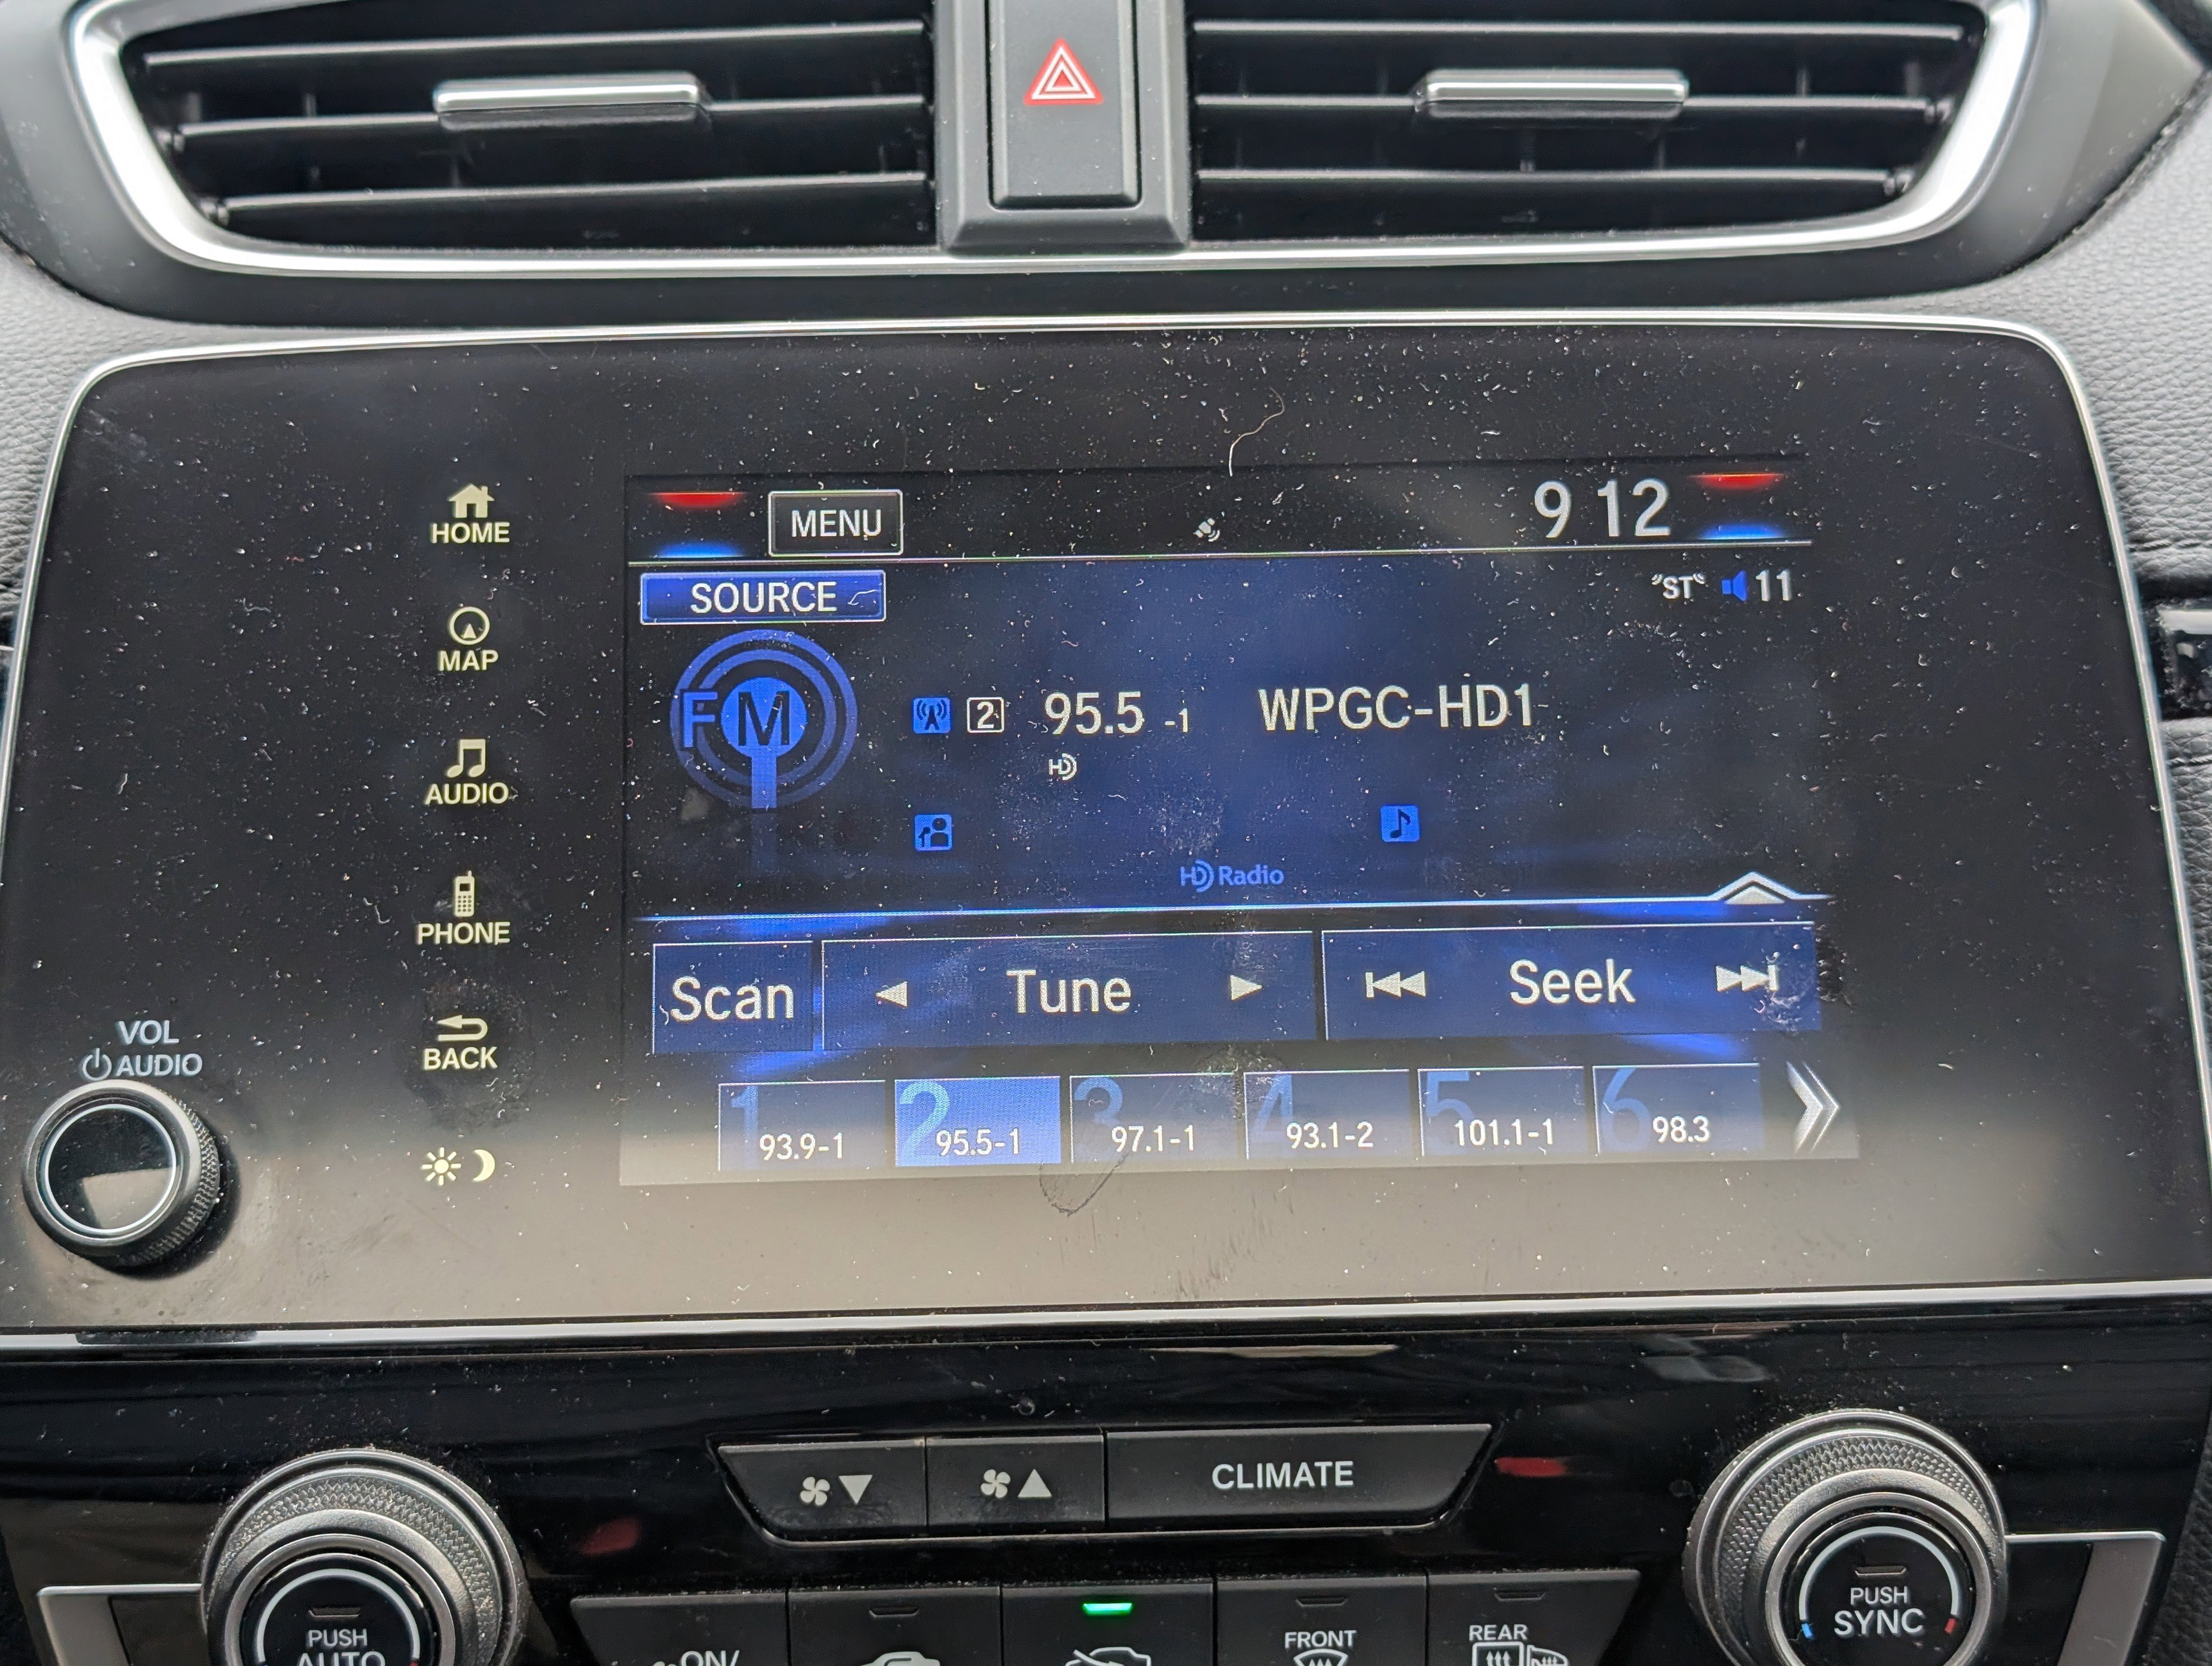 HOME
MENU
9 12
SOURCE
ST 11
MAP
FM
2 95.5 -1 WPGC-HD1
HD
AUDIO
HD Radio
PHONE
Scan Tune Seek
BACK
VOL
AUDIO
1 93.9-1
2 95.5-1
3 97.1-1
4 93.1-2
5 101.1-1
6 98.3
CLIMATE
PUSH
AUTO
ON/
FRONT
REAR
PUSH
SYNC